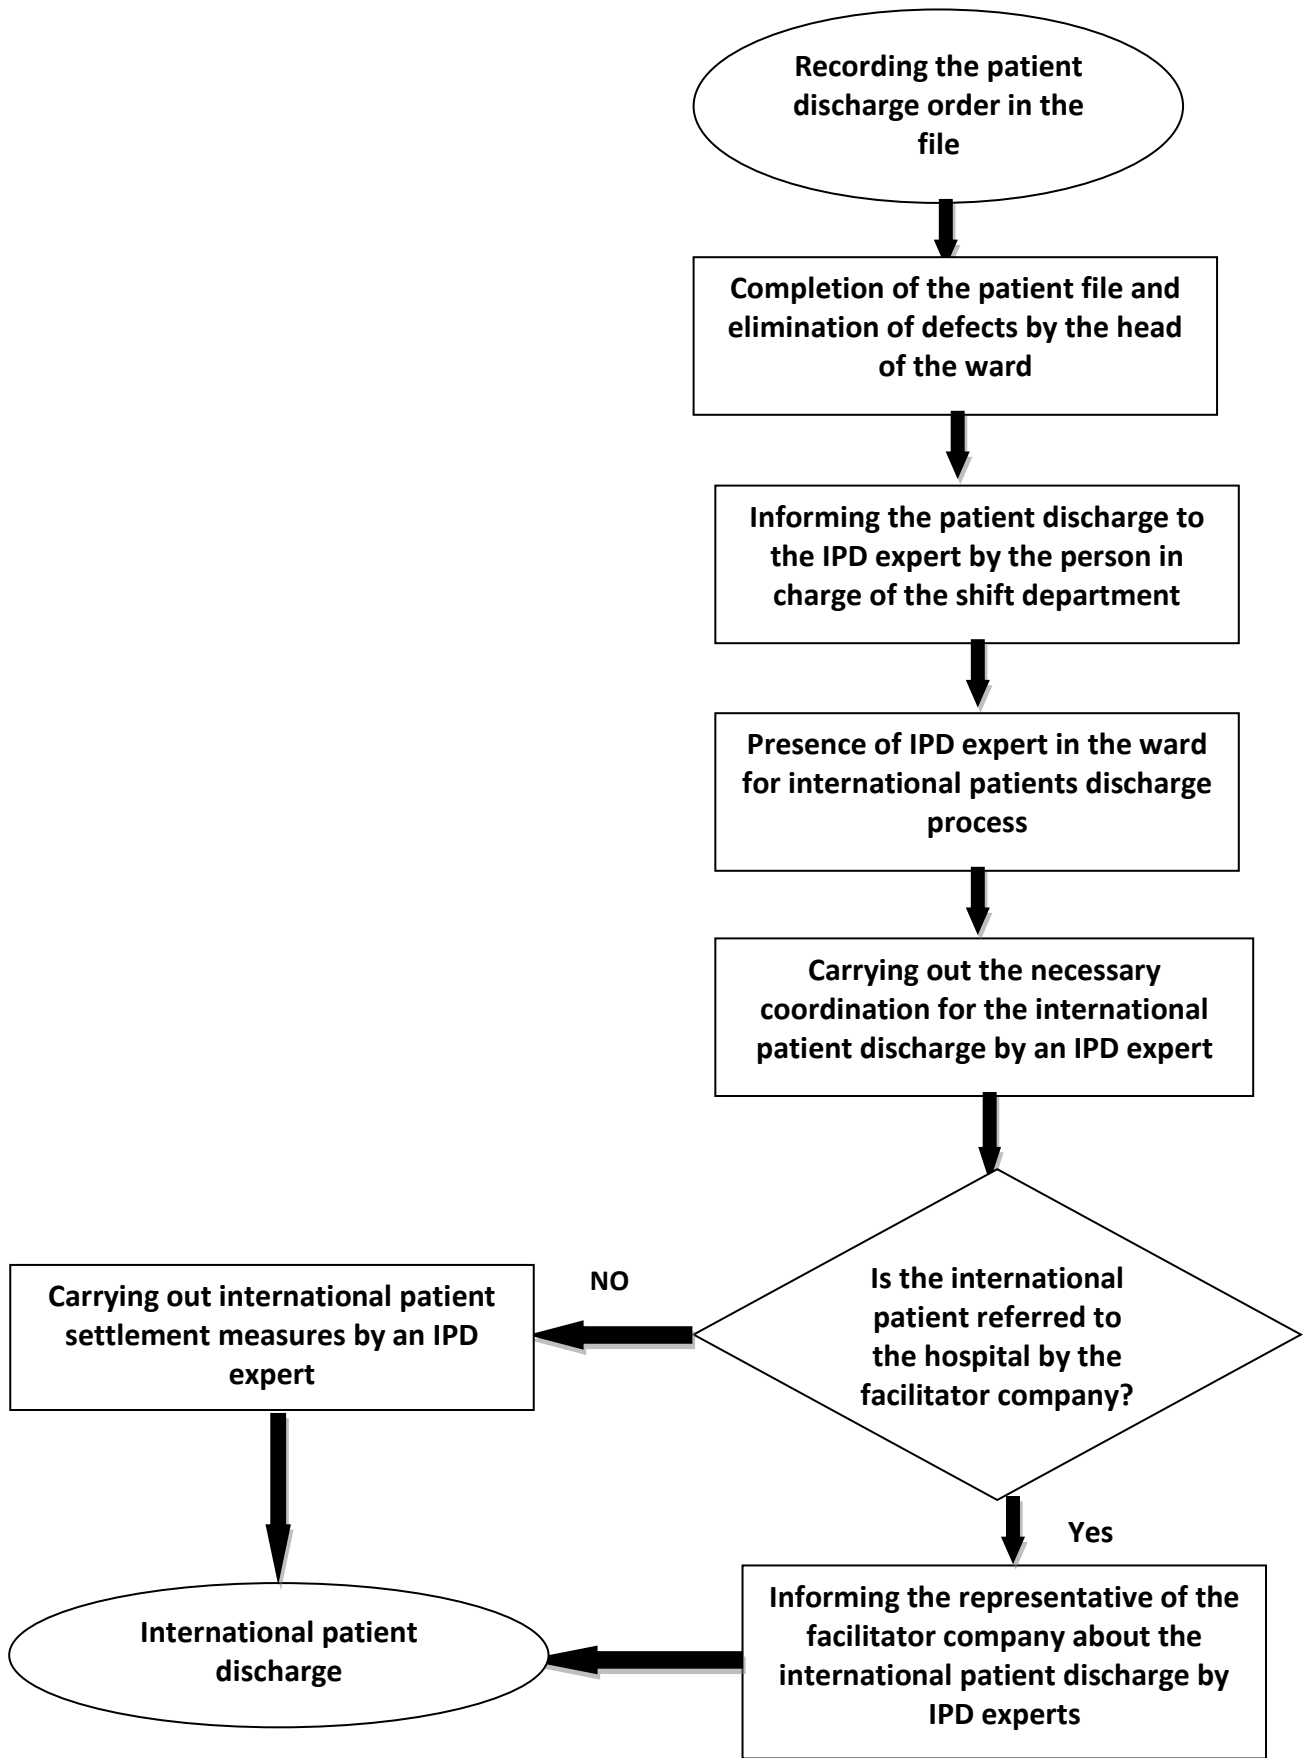 Recording the patient
discharge order in the
file
Completion of the patient file and
elimination of defects by the head
of the ward
Informing the patient discharge to
the IPD expert by the person in
charge of the shift department
Presence of IPD expert in the ward
for international patients discharge
process
Carrying out the necessary
coordination for the international
patient discharge by an IPD expert
Is the international
patient referred to
the hospital by the
facilitator company?
NO
Carrying out international patient
settlement measures by an IPD
expert
Yes
Informing the representative of the
facilitator company about the
international patient discharge by
IPD experts
International patient
discharge